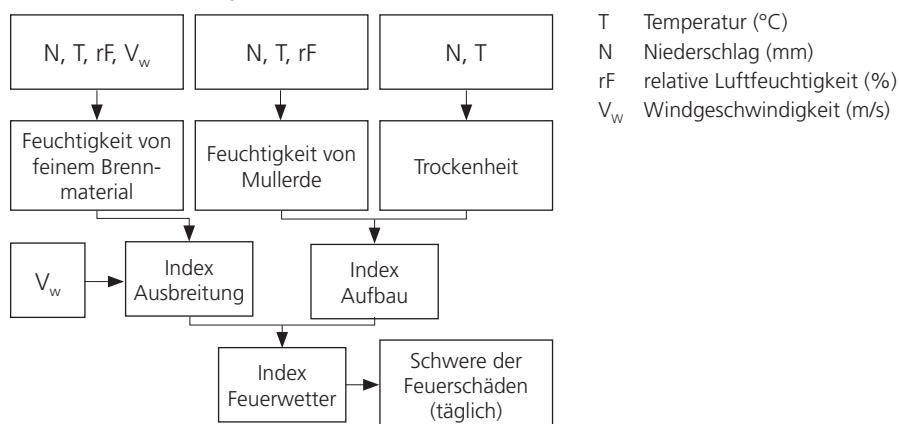 N, T, rF, Vw
N, T, rF
N, T
T Temperatur (°C)
N Niederschlag (mm)
rF relative Luftfeuchtigkeit (%)
Vw Windgeschwindigkeit (m/s)
Feuchtigkeit von
feinem Brenn-
material
Feuchtigkeit von
Mullerde
Trockenheit
Vw
Index
Ausbreitung
Index
Aufbau
Index
Feuerwetter
Schwere der
Feuerschäden
(täglich)